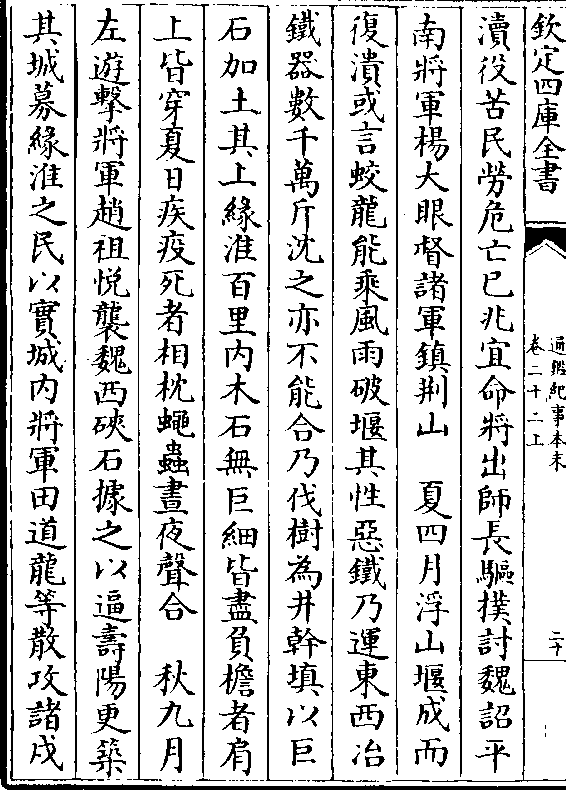 欽定四庫全書
通鑑紀事本末
卷二十二上
二十
瀆役苦民勞危亡已兆宜命將出師長驅撲討魏詔平
南將軍楊大眼督諸軍鎮荆山　夏四月浮山堰成而
復潰或言蛟龍能乘風雨破堰其性惡鐵乃運東西冶
鐵器數千萬斤沈之亦不能合乃伐樹為井幹填以巨
石加土其上緣淮百里内木石無巨細皆盡負檐者肩
上皆穿夏日疾疫死者相枕蠅蟲晝夜聲合　秋九月
左遊擊將軍趙祖悦襲魏西硤石據之以逼壽陽更築
其城募緣淮之民以實城内將軍田道龍等散攻諸戍